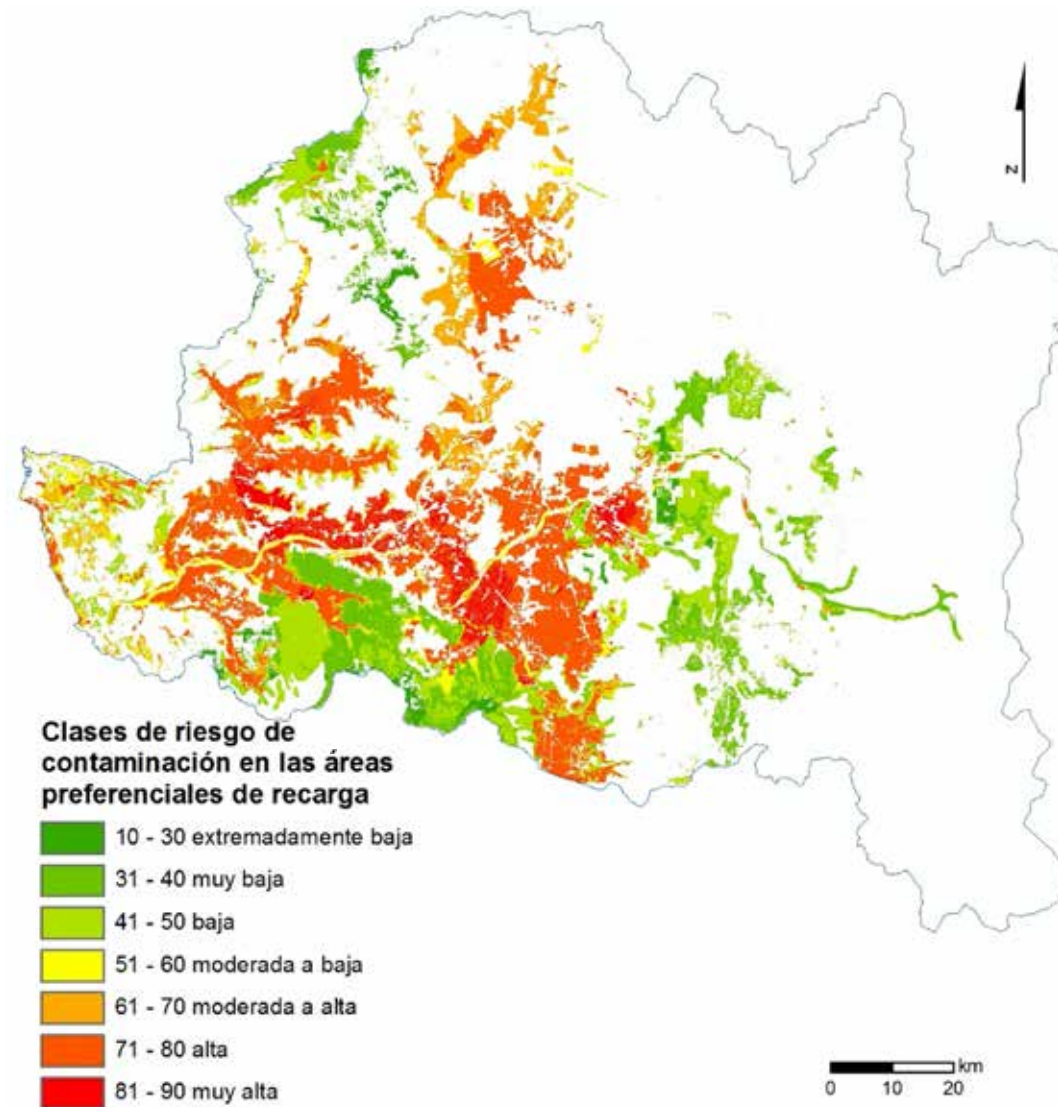 N
Clases de riesgo de
contaminación en las áreas
preferenciales de recarga
10 - 30 extremadamente baja
31 - 40 muy baja
41 - 50 baja
51 - 60 moderada a baja
61 - 70 moderada a alta
71 - 80 alta
81 - 90 muy alta
km
0 10 20